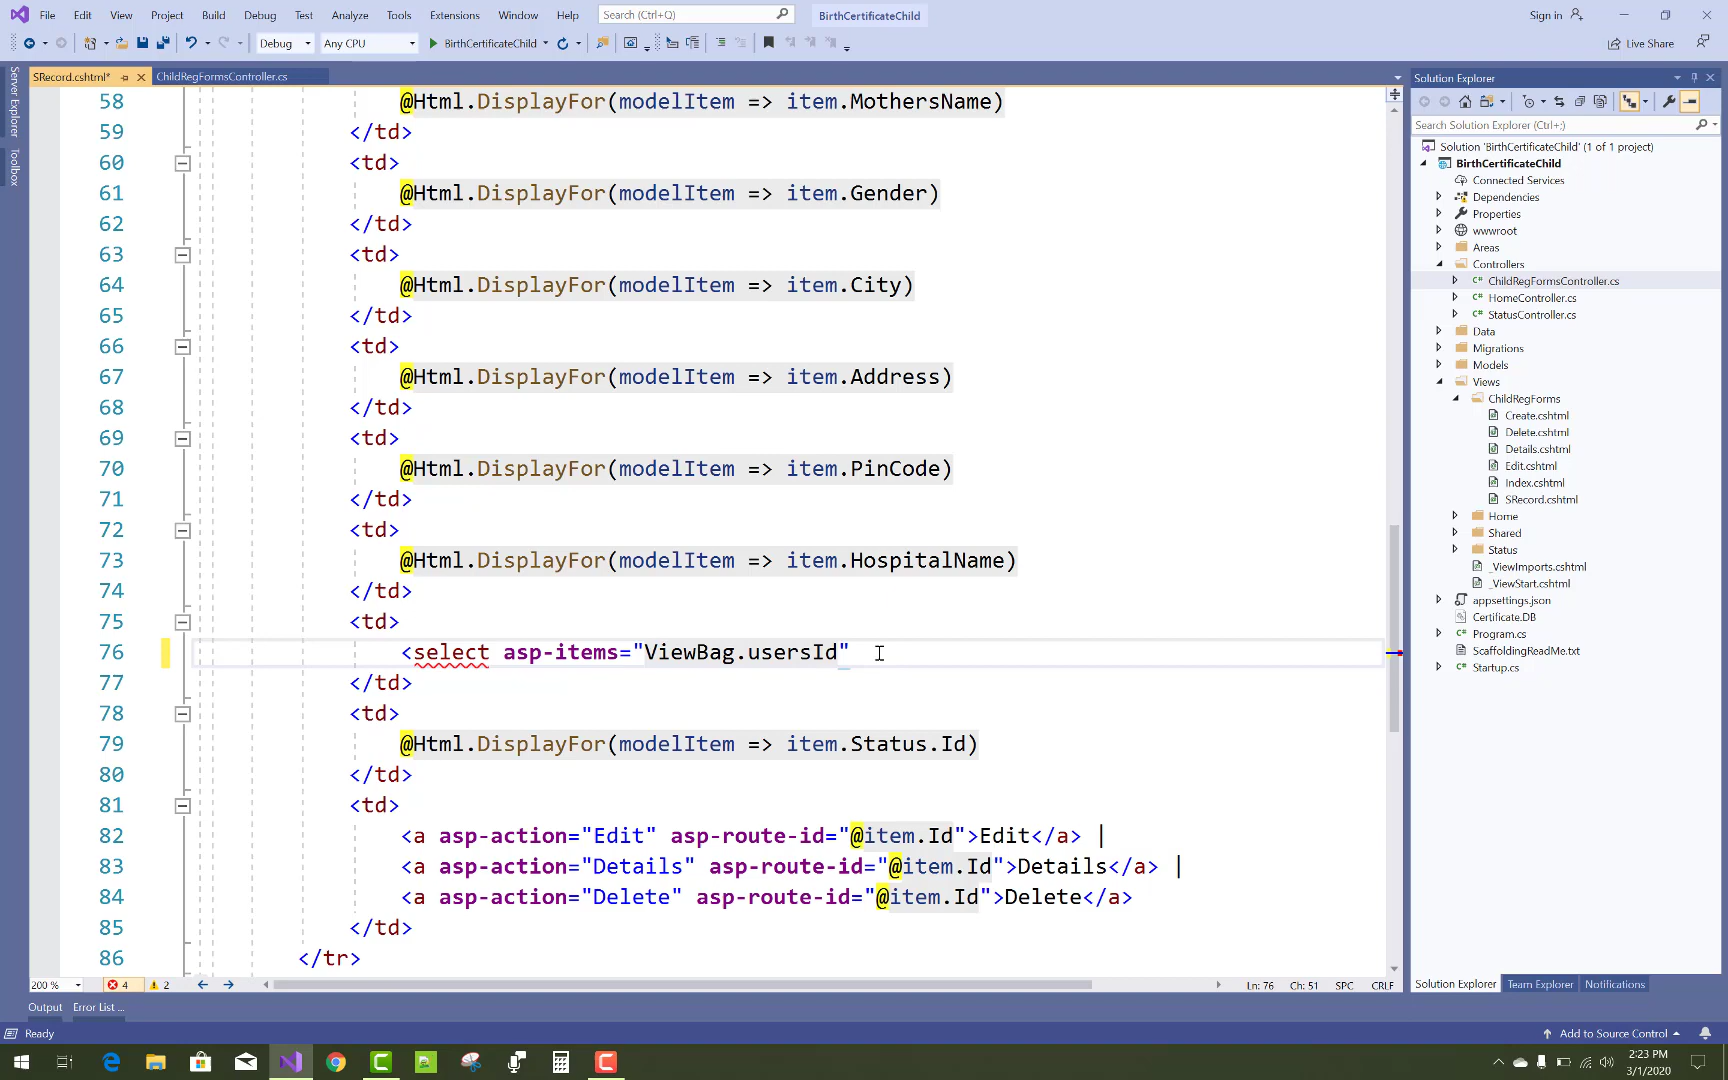 File Edit View Project Build Debug Test Analyze Tools Extensions Window Help Search (Ctrl+Q) BirthCertificateChild Sign in
Debug Any CPU BirthCertificateChild Live Share
SRecord.cshtml* ChildRegFormsController.cs
Server Explorer
Toolbox
58 @Html.DisplayFor(modelItem => item.MothersName)
59 </td>
60 <td>
61 @Html.DisplayFor(modelItem => item.Gender)
62 </td>
63 <td>
64 @Html.DisplayFor(modelItem => item.City)
65 </td>
66 <td>
67 @Html.DisplayFor(modelItem => item.Address)
68 </td>
69 <td>
70 @Html.DisplayFor(modelItem => item.PinCode)
71 </td>
72 <td>
73 @Html.DisplayFor(modelItem => item.HospitalName)
74 </td>
75 <td>
76 <select asp-items="ViewBag.usersId"
77 </td>
78 <td>
79 @Html.DisplayFor(modelItem => item.Status.Id)
80 </td>
81 <td>
82 <a asp-action="Edit" asp-route-id="@item.Id">Edit</a> |
83 <a asp-action="Details" asp-route-id="@item.Id">Details</a> |
84 <a asp-action="Delete" asp-route-id="@item.Id">Delete</a>
85 </td>
86 </tr>
200 % 4 2 Ln: 76 Ch: 51 SPC CRLF
Output Error List ...
Ready
Solution Explorer
Search Solution Explorer (Ctrl+;)
Solution 'BirthCertificateChild' (1 of 1 project)
BirthCertificateChild
Connected Services
Dependencies
Properties
wwwroot
Areas
Controllers
C# ChildRegFormsController.cs
C# HomeController.cs
C# StatusController.cs
Data
Migrations
Models
Views
ChildRegForms
Create.cshtml
Delete.cshtml
Details.cshtml
Edit.cshtml
Index.cshtml
SRecord.cshtml
Home
Shared
Status
_ViewImports.cshtml
_ViewStart.cshtml
appsettings.json
Certificate.DB
C# Program.cs
ScaffoldingReadMe.txt
C# Startup.cs
Solution Explorer Team Explorer Notifications
Add to Source Control
2:23 PM
3/1/2020